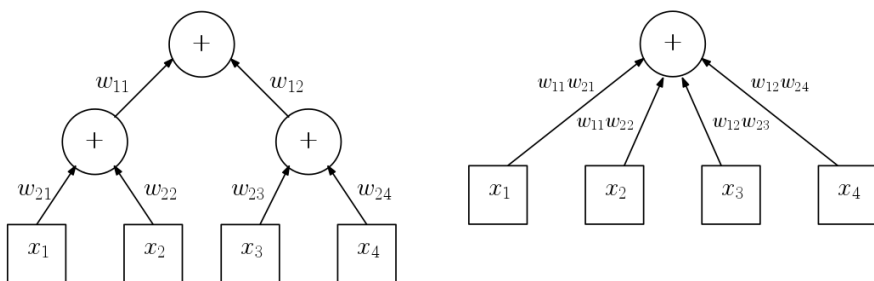 + +
w₁₁ w₁₂ w₁₁w₂₁ w₁₂w₂₄
+ + w₁₁w₂₂ w₁₂w₂₃
w₂₁ w₂₂ w₂₃ w₂₄ x₁ x₂ x₃ x₄
x₁ x₂ x₃ x₄